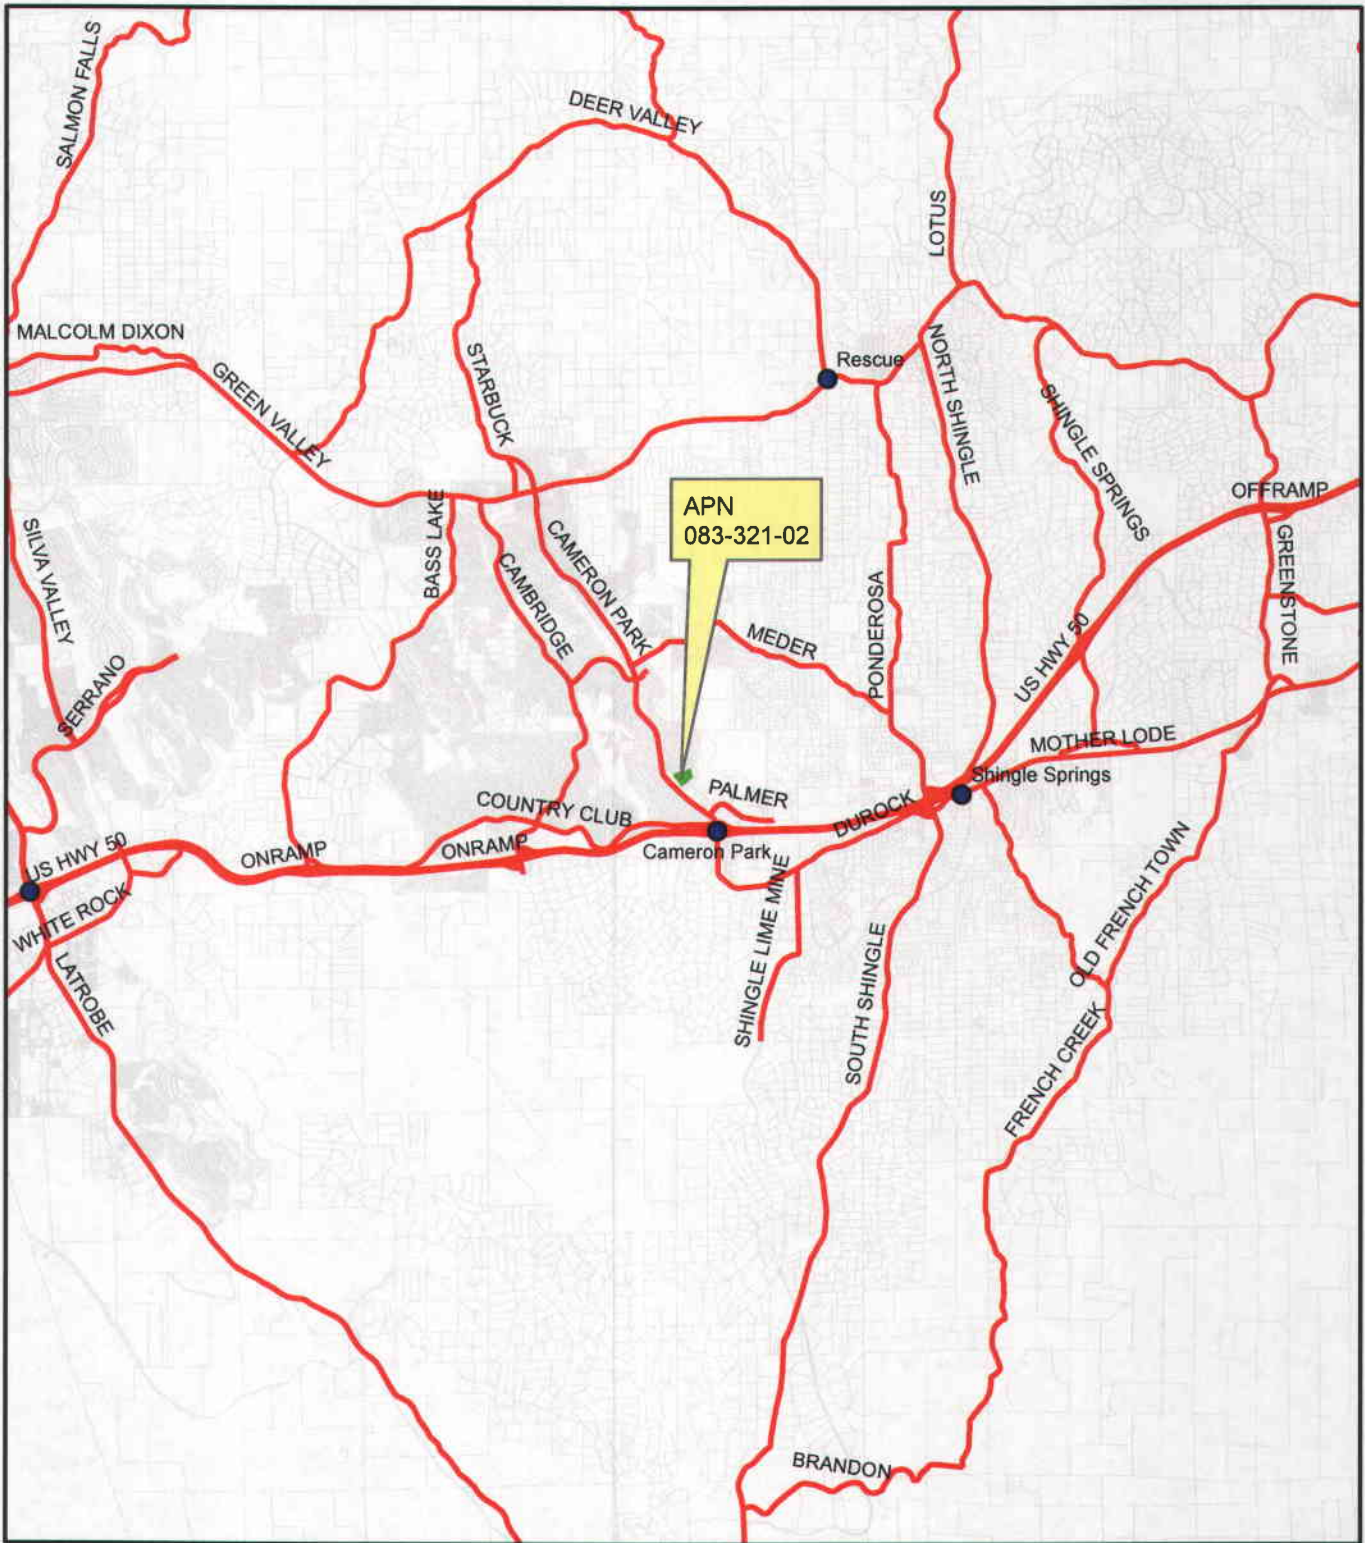 SALMON FALLS
DEER VALLEY
LOTUS
MALCOLM DIXON
Rescue
GREEN VALLEY
STARBUCK
NORTH SHINGLE
SHINGLE SPRINGS
APN
083-321-02
OFFRAMP
BASS LAKE
SILVA VALLEY
CAMERON PARK
CAMBRIDGE
GREENSTONE
PONDEROSA
MEDER
US HWY 50
SERRANO
MOTHER LODE
Shingle Springs
PALMER
COUNTRY CLUB
DUROCK
US HWY 50
ONRAMP
ONRAMP
Cameron Park
WHITE ROCK
SHINGLE LIME MINE
OLD FRENCH TOWN
LATROBE
SOUTH SHINGLE
FRENCH CREEK
BRANDON